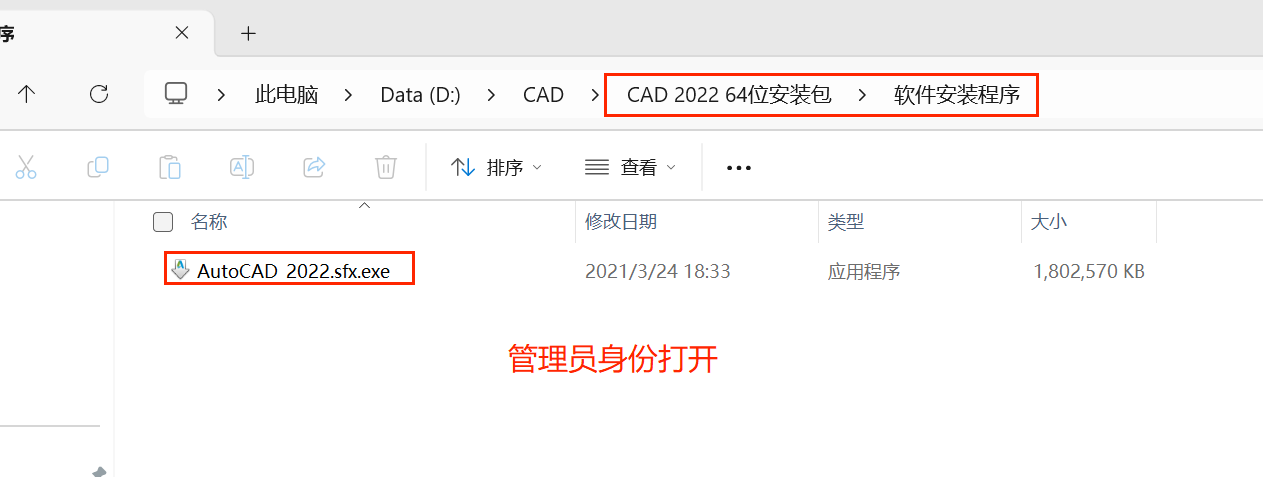 序
此电脑 Data (D:) CAD CAD 2022 64位安装包 软件安装程序
排序 查看
名称 修改日期 类型 大小
AutoCAD_2022.sfx.exe 2021/3/24 18:33 应用程序 1,802,570 KB
管理员身份打开